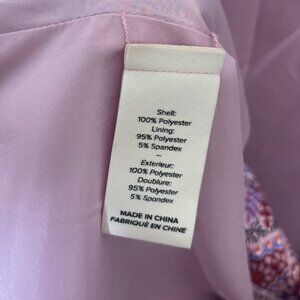 Shell:
100% Polyester
Lining:
95% Polyester
5% Spandex
–
Exterieur:
100% Polyester
Doublure:
95% Polyester
5% Spandex
MADE IN CHINA
FABRIQUÉ EN CHINE